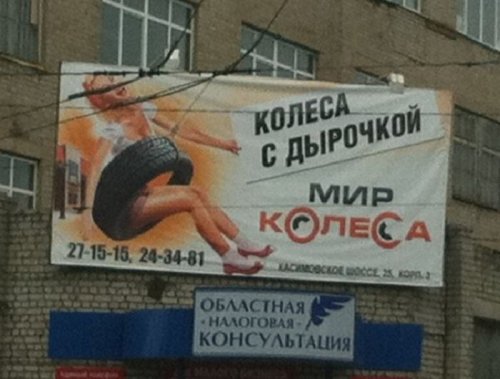 КОЛЕСА
С ДЫРОЧКОЙ
МИР
КОЛЕСА
27-15-15, 24-34-81
КАСИМОВСКОЕ ШОССЕ, 25, КОРП. 3
ОБЛАСТНАЯ
·НАЛОГОВАЯ·
КОНСУЛЬТАЦИЯ